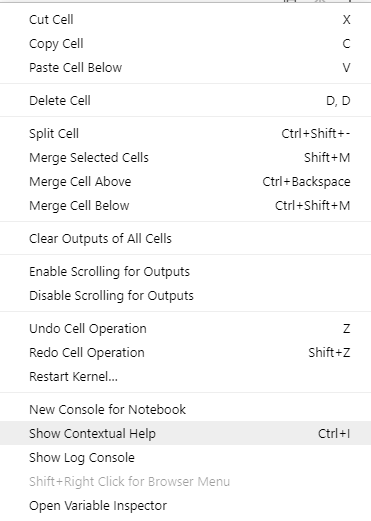 Cut Cell X
Copy Cell C
Paste Cell Below V
Delete Cell D, D
Split Cell Ctrl+Shift+-
Merge Selected Cells Shift+M
Merge Cell Above Ctrl+Backspace
Merge Cell Below Ctrl+Shift+M
Clear Outputs of All Cells
Enable Scrolling for Outputs
Disable Scrolling for Outputs
Undo Cell Operation Z
Redo Cell Operation Shift+Z
Restart Kernel...
New Console for Notebook
Show Contextual Help Ctrl+I
Show Log Console
Shift+Right Click for Browser Menu
Open Variable Inspector